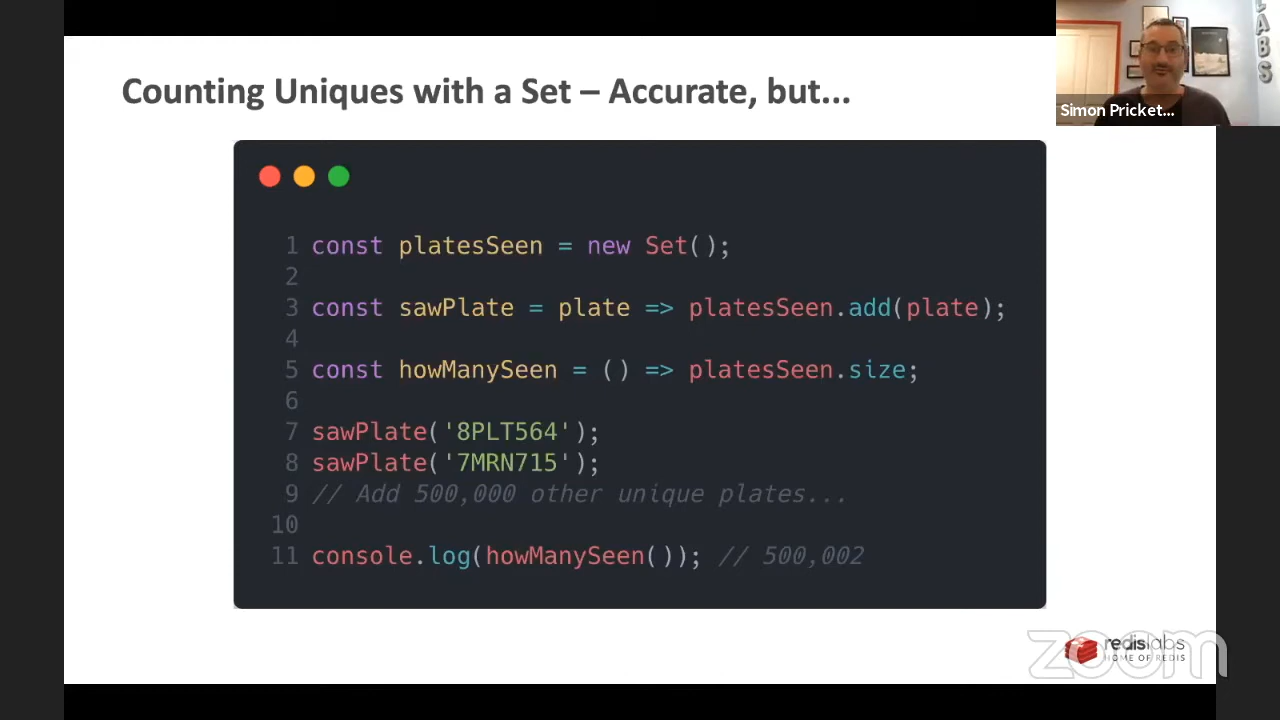 Counting Uniques with a Set – Accurate, but...
Simon Pricket...
1 const platesSeen = new Set();
2
3 const sawPlate = plate => platesSeen.add(plate);
4
5 const howManySeen = () => platesSeen.size;
6
7 sawPlate('8PLT564');
8 sawPlate('7MRN715');
9 // Add 500,000 other unique plates...
10
11 console.log(howManySeen()); // 500,002
redislabs
HOME OF REDIS
zoom
LABS